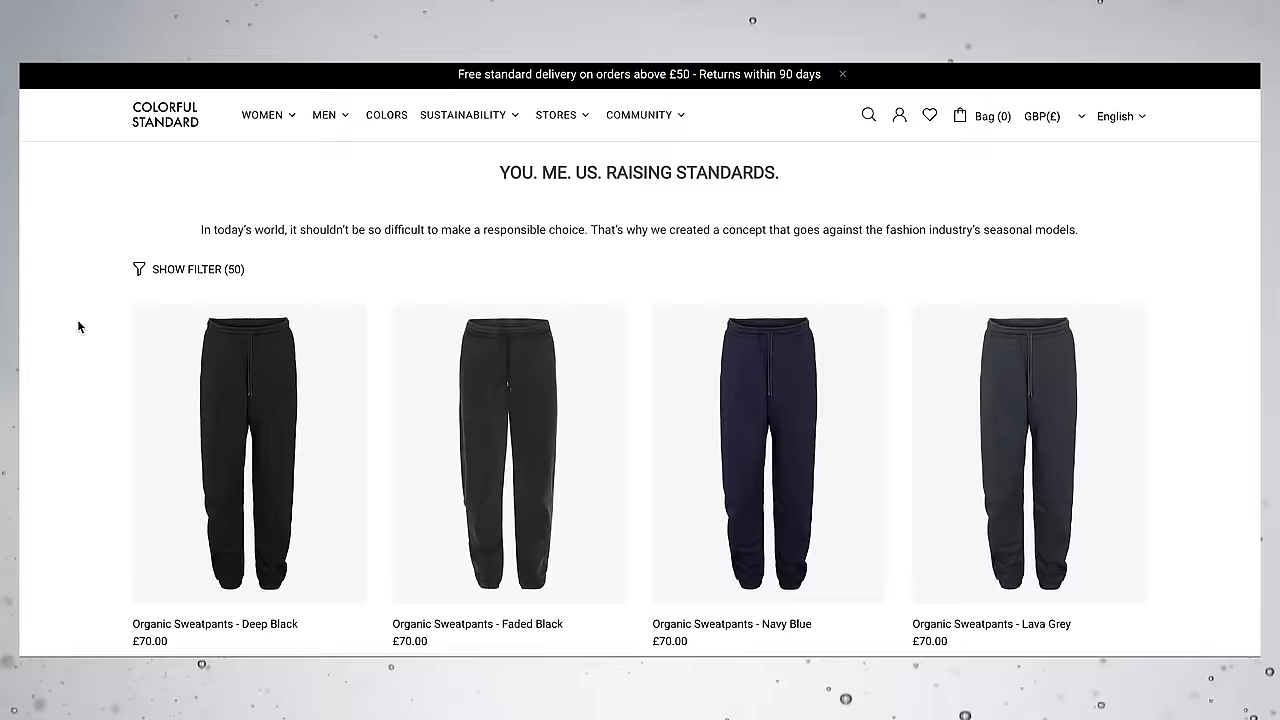 Free standard delivery on orders above £50 - Returns within 90 days
COLORFUL
STANDARD
WOMEN MEN COLORS SUSTAINABILITY STORES COMMUNITY Bag (0) GBP(£) English
YOU. ME. US. RAISING STANDARDS.
In today's world, it shouldn't be so difficult to make a responsible choice. That's why we created a concept that goes against the fashion industry's seasonal models.
SHOW FILTER (50)
Organic Sweatpants - Deep Black
£70.00
Organic Sweatpants - Faded Black
£70.00
Organic Sweatpants - Navy Blue
£70.00
Organic Sweatpants - Lava Grey
£70.00